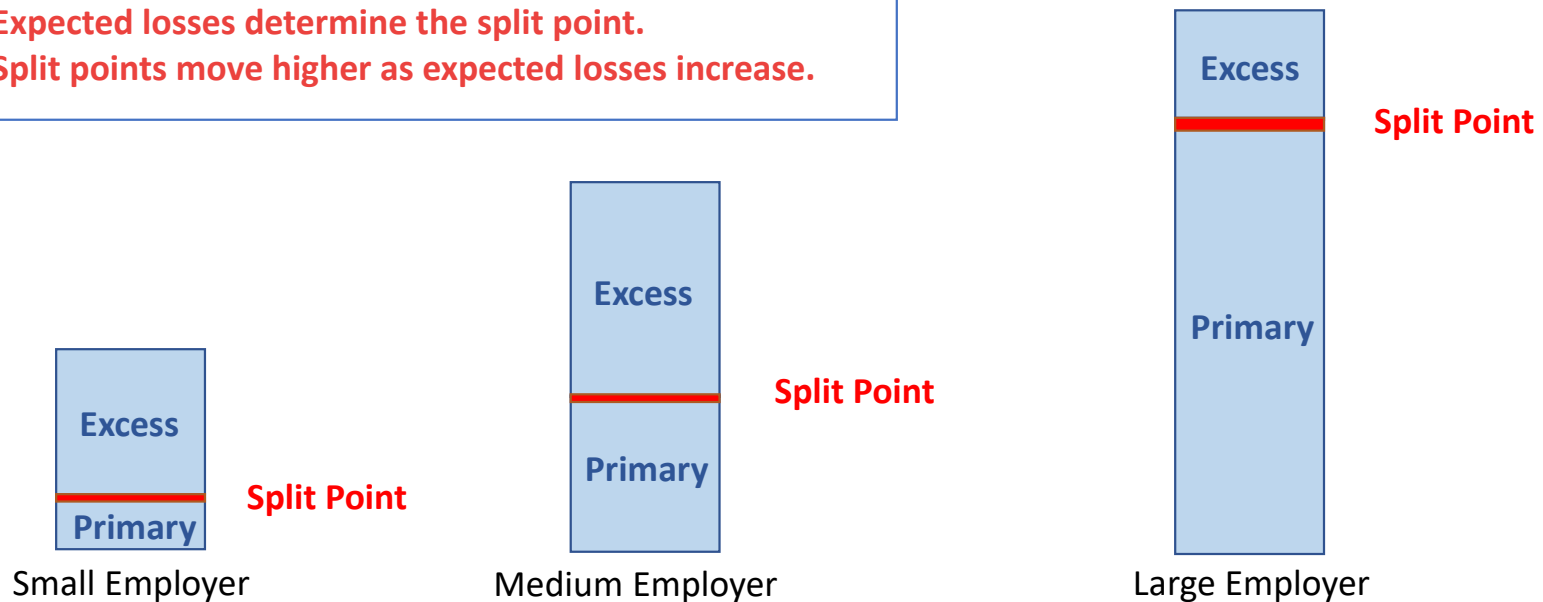 Expected losses determine the split point.
Split points move higher as expected losses increase.
Excess
Split Point
Primary
Small Employer
Excess
Split Point
Primary
Medium Employer
Excess
Split Point
Primary
Large Employer